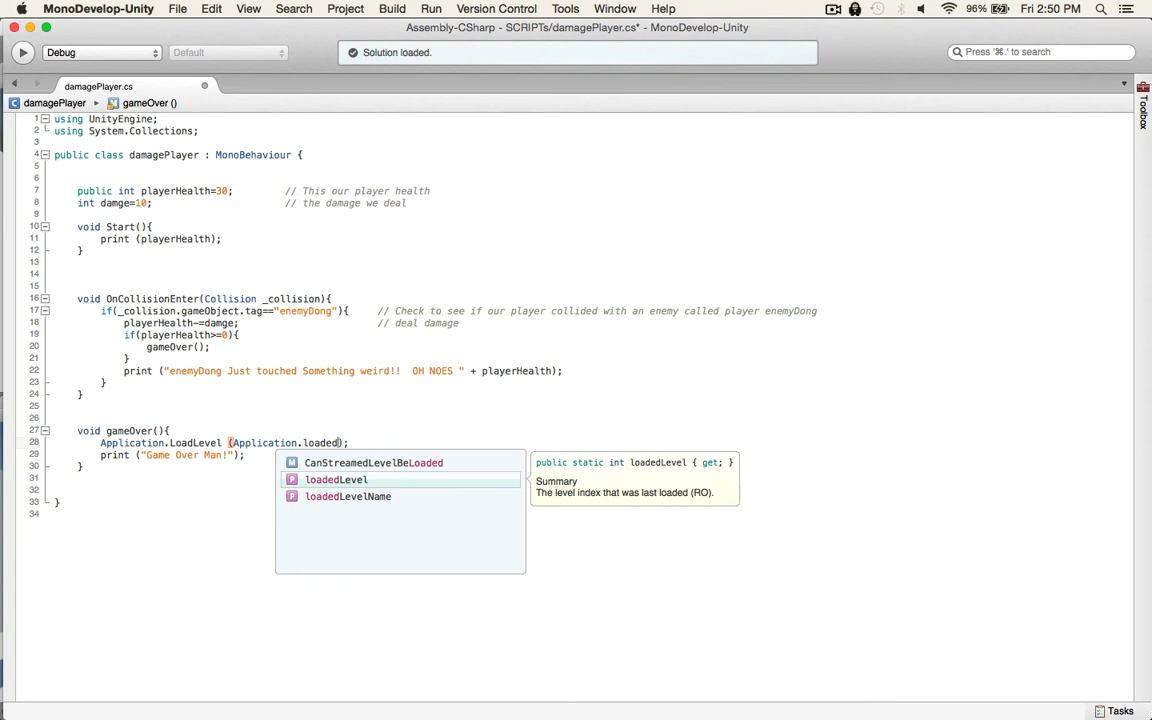 MonoDevelop-Unity File Edit View Search Project Build Run Version Control Tools Window Help 96% Fri 2:50 PM
Assembly-CSharp - SCRIPTs/damagePlayer.cs* - MonoDevelop-Unity
Debug Default Solution loaded. Press '⌘.' to search
damagePlayer.cs
damagePlayer gameOver ()
Toolbox
1 using UnityEngine;
2 using System.Collections;
3
4 public class damagePlayer : MonoBehaviour {
5
6
7 public int playerHealth=30; // This our player health
8 int damge=10; // the damage we deal
9
10 void Start(){
11 print (playerHealth);
12 }
13
14
15
16 void OnCollisionEnter(Collision _collision){
17 if(_collision.gameObject.tag=="enemyDong"){ // Check to see if our player collided with an enemy called player enemyDong
18 playerHealth-=damge; // deal damage
19 if(playerHealth>=0){
20 gameOver();
21 }
22 print ("enemyDong Just touched Something weird!! OH NOES " + playerHealth);
23 }
24 }
25
26
27 void gameOver(){
28 Application.LoadLevel (Application.loaded);
29 print ("Game Over Man!");
30 }
31
32
33 }
34
M CanStreamedLevelBeLoaded
P loadedLevel
P loadedLevelName
public static int loadedLevel { get; }
Summary
The level index that was last loaded (RO).
Tasks